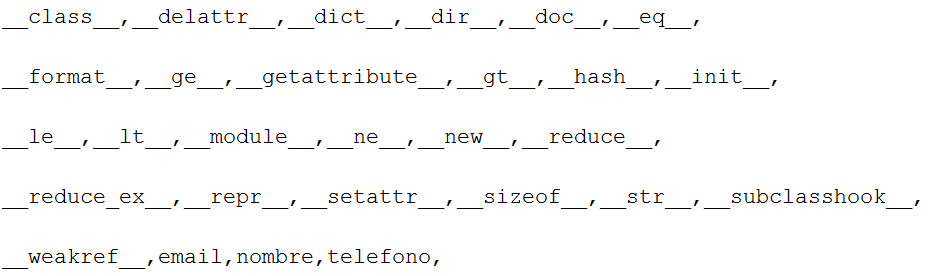 __class__,__delattr__,__dict__,__dir__,__doc__,__eq__,
__format__,__ge__,__getattribute__,__gt__,__hash__,__init__,
__le__,__lt__,__module__,__ne__,__new__,__reduce__,
__reduce_ex__,__repr__,__setattr__,__sizeof__,__str__,__subclasshook__,
__weakref__,email,nombre,telefono,